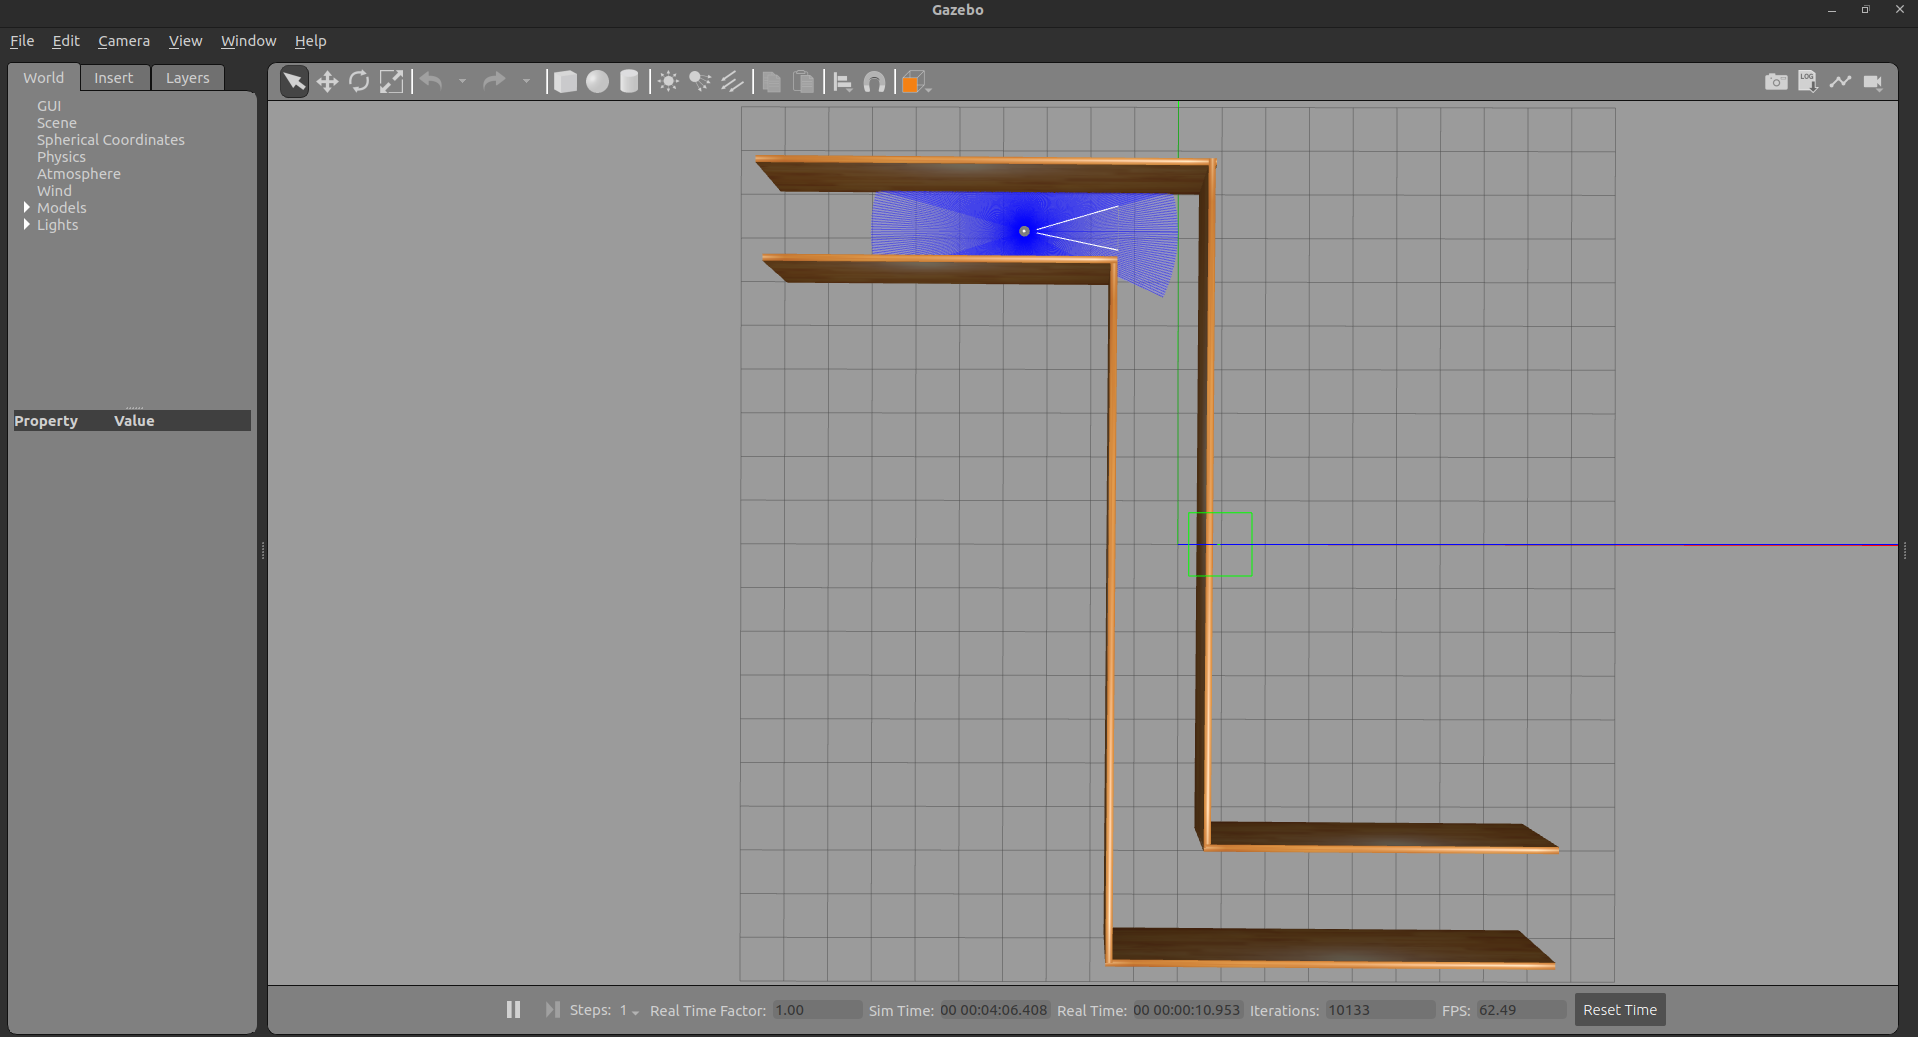 Gazebo
File Edit Camera View Window Help
World Insert Layers
GUI
Scene
Spherical Coordinates
Physics
Atmosphere
Wind
Models
Lights
Property Value
LOG
Steps: 1 Real Time Factor: 1.00 Sim Time: 00 00:04:06.408 Real Time: 00 00:00:10.953 Iterations: 10133 FPS: 62.49 Reset Time